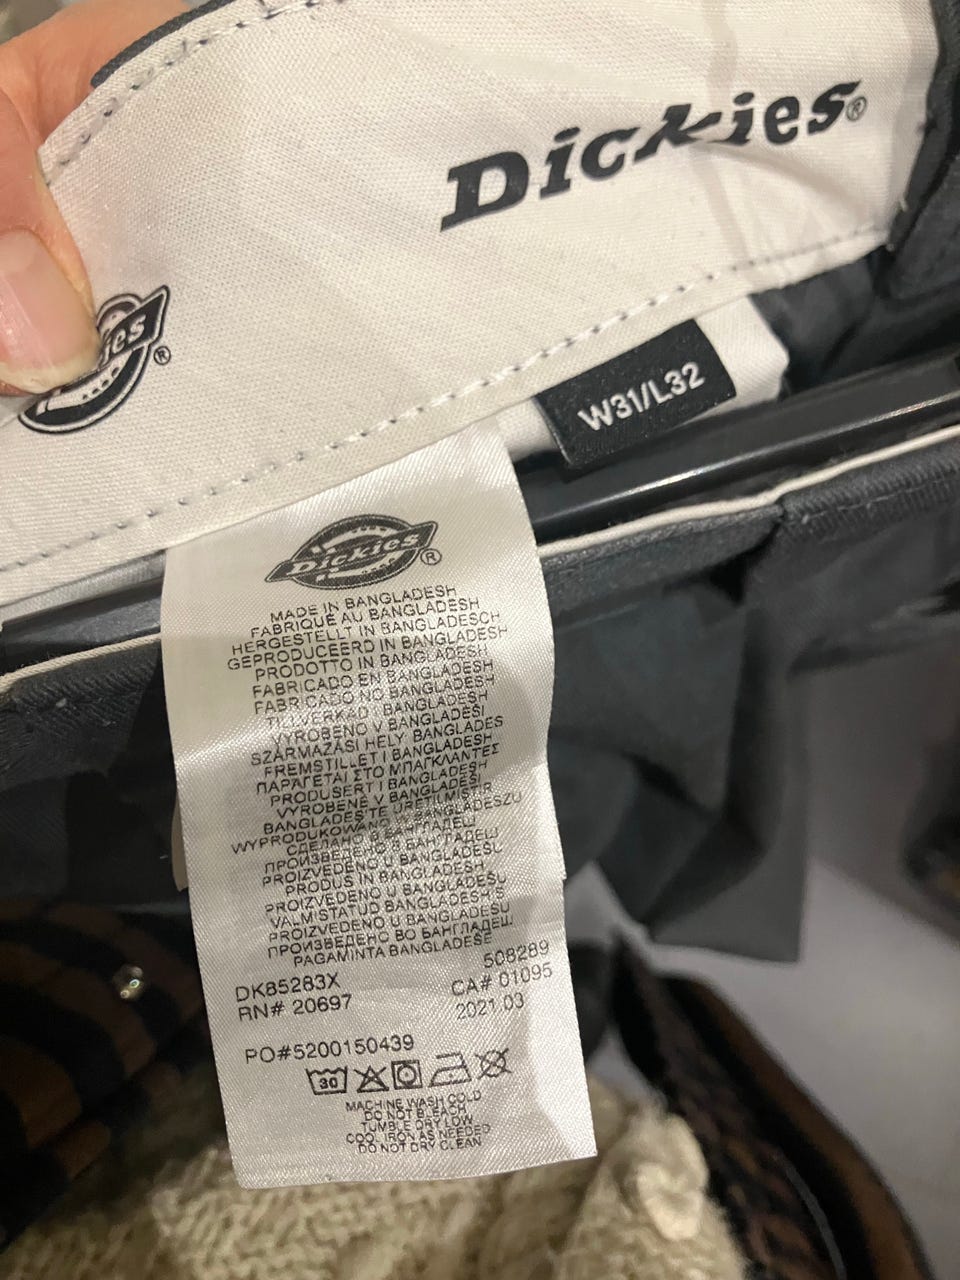 Dickies®
ies®
W31/L32
Dickies®
MADE IN BANGLADESH
FABRIQUÉ AU BANGLADESH
HERGESTELLT IN BANGLADESCH
GEPRODUCEERD IN BANGLADESH
PRODOTTO IN BANGLADESH
FABRICADO EN BANGLADESH
FABRICADO NO BANGLADESH
TILLVERKAD I BANGLADESH
VYROBENO V BANGLADÉŠI
SZÁRMAZÁSI HELY BANGLADES
FREMSTILLET I BANGLADESH
ΠΑΡΑΓΕΤΑΙ ΣΤΟ ΜΠΑΓΚΛΑΝΤΕΣ
PRODUSERT I BANGLADESH
VYROBENÉ V BANGLADÉŠI
BANGLADEŞ'TE ÜRETİLMİŞTİR
WYPRODUKOWANO W BANGLADESZU
СДЕЛАНО В БАНГЛАДЕШ
ПРОИЗВЕДЕНО В БАНГЛАДЕШ
PROIZVEDENO U BANGLADEŠU
PRODUS IN BANGLADESH
PROIZVEDENO U BANGLADEŠU
VALMISTATUD BANGLADESH
PROIZVEDENO U BANGLADEŠU
ПРОИЗВЕДЕНО ВО БАНГЛАДЕШ
PAGAMINTA BANGLADEŠE
508289
DK85283X CA# 01095
RN# 20697 2021.03
PO#5200150439
30
MACHINE WASH COLD
DO NOT BLEACH
TUMBLE DRY LOW
COOL IRON AS NEEDED
DO NOT DRY CLEAN